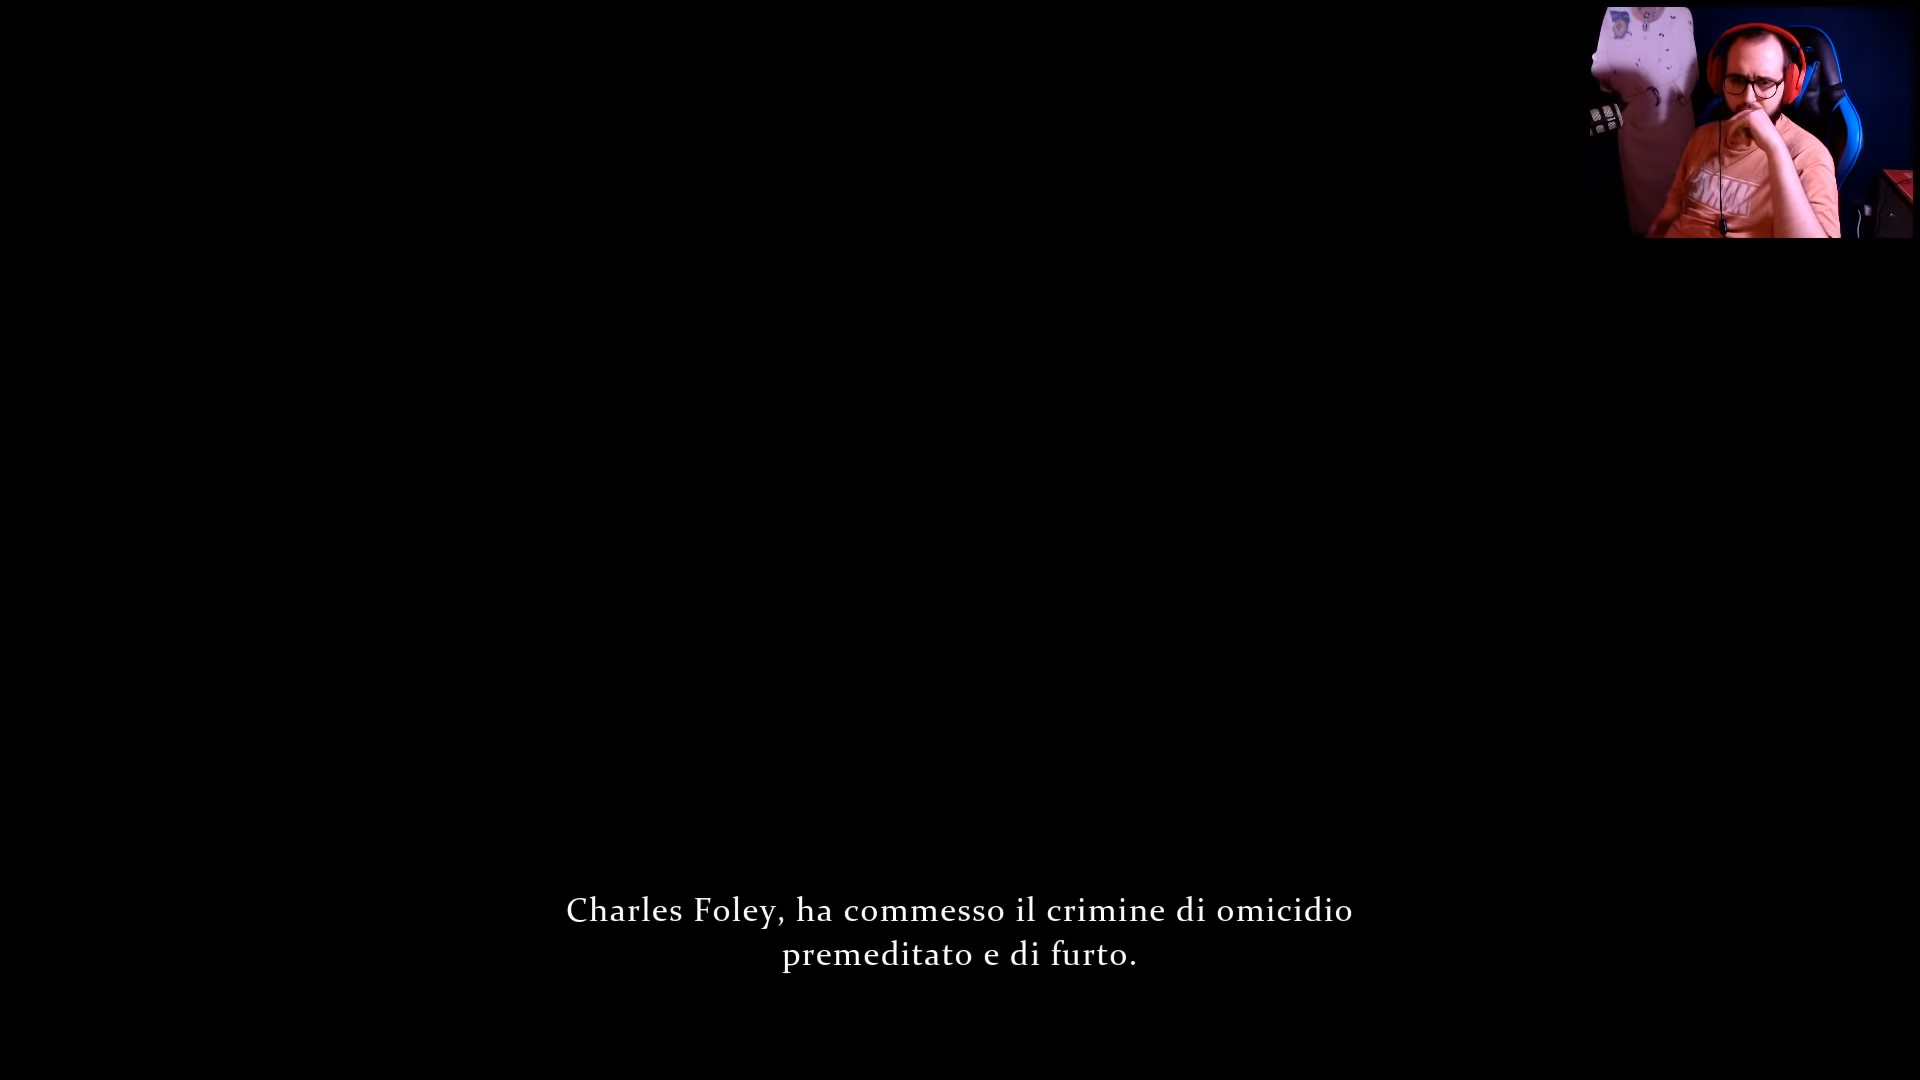 Charles Foley, ha commesso il crimine di omicidio
premeditato e di furto.